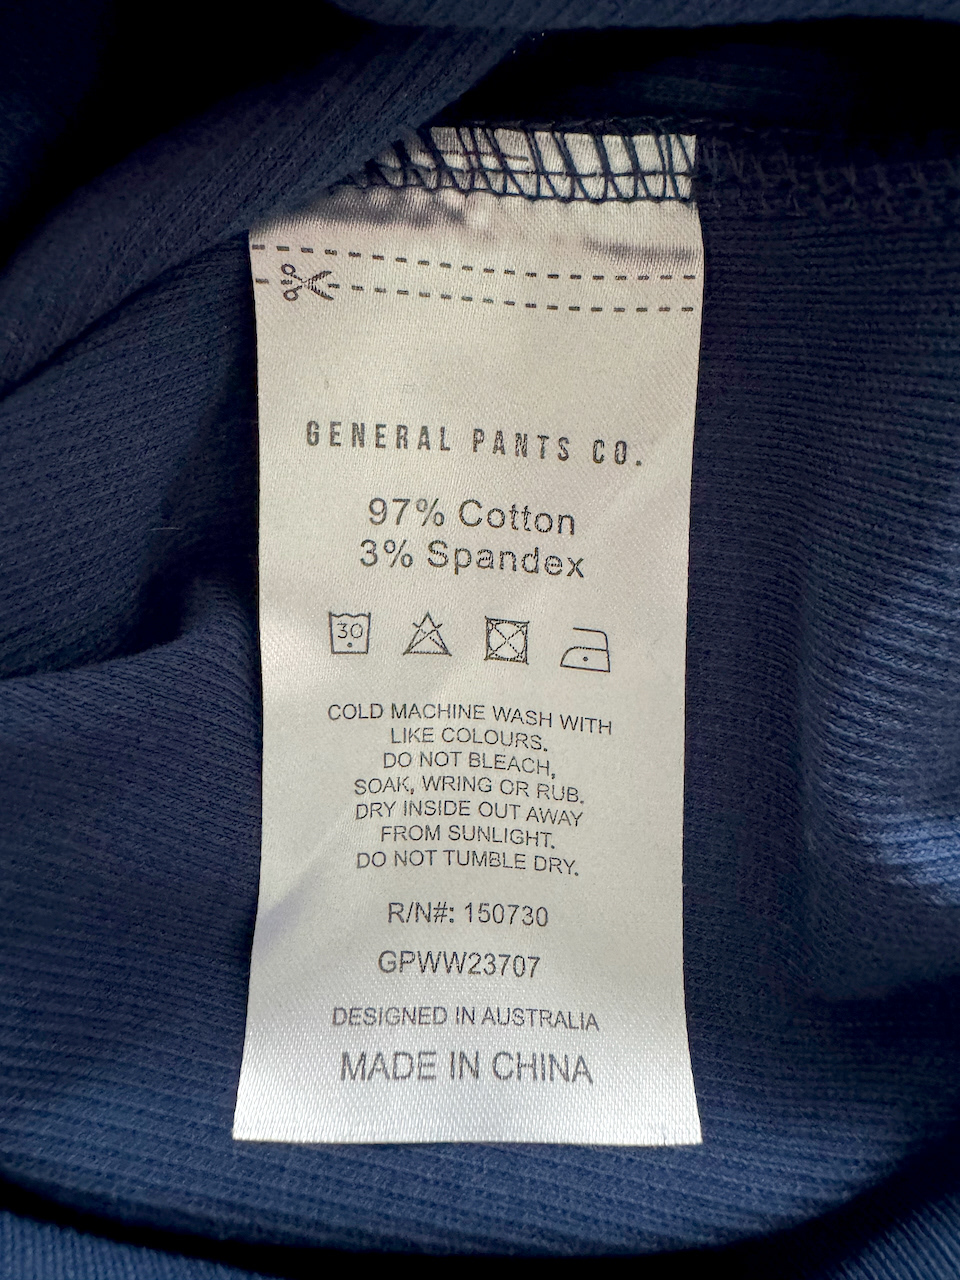 GENERAL PANTS CO.
97% Cotton
3% Spandex
30
COLD MACHINE WASH WITH
LIKE COLOURS.
DO NOT BLEACH,
SOAK, WRING OR RUB.
DRY INSIDE OUT AWAY
FROM SUNLIGHT.
DO NOT TUMBLE DRY.
R/N#: 150730
GPWW23707
DESIGNED IN AUSTRALIA
MADE IN CHINA